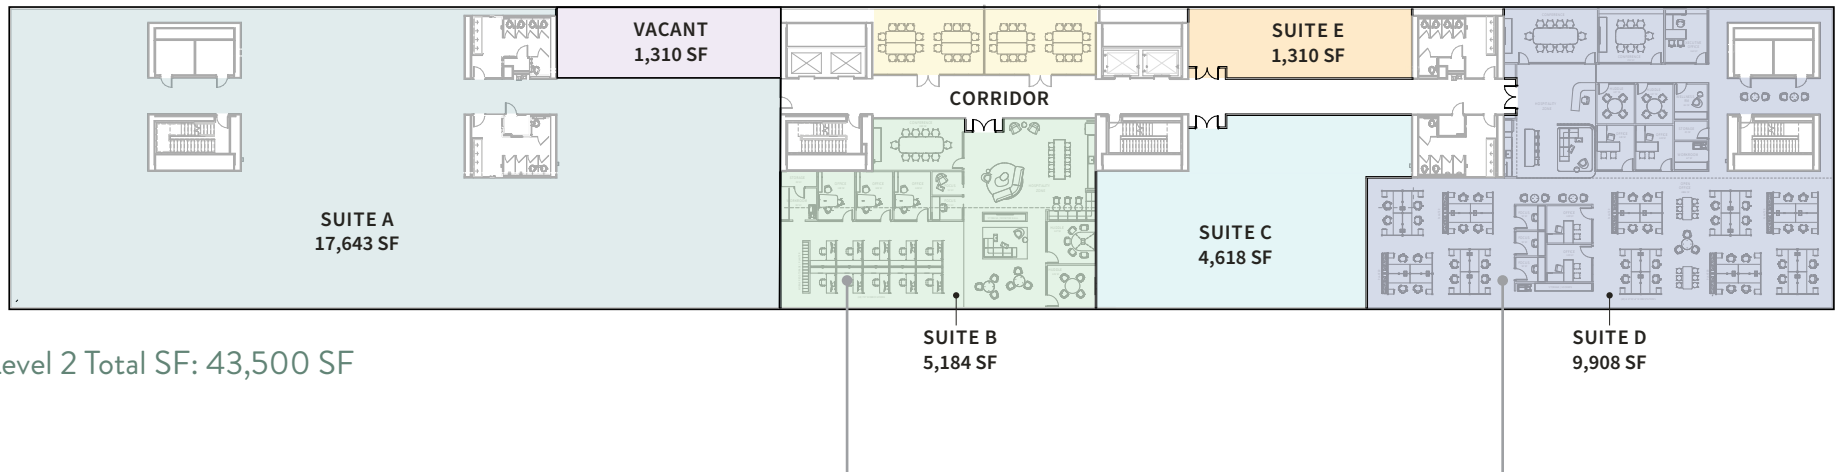 VACANT
1,310 SF
SUITE E
1,310 SF
CORRIDOR
SUITE A
17,643 SF
SUITE C
4,618 SF
SUITE B
5,184 SF
SUITE D
9,908 SF
evel 2 Total SF: 43,500 SF